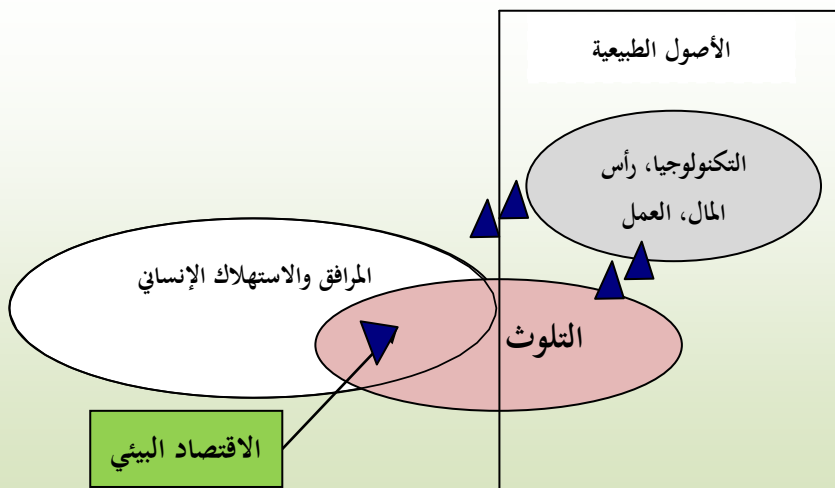 الأصول الطبيعية
التكنولوجيا، رأس
المال، العمل
المرافق والاستهلاك الإنساني
التلوث
الاقتصاد البيئي